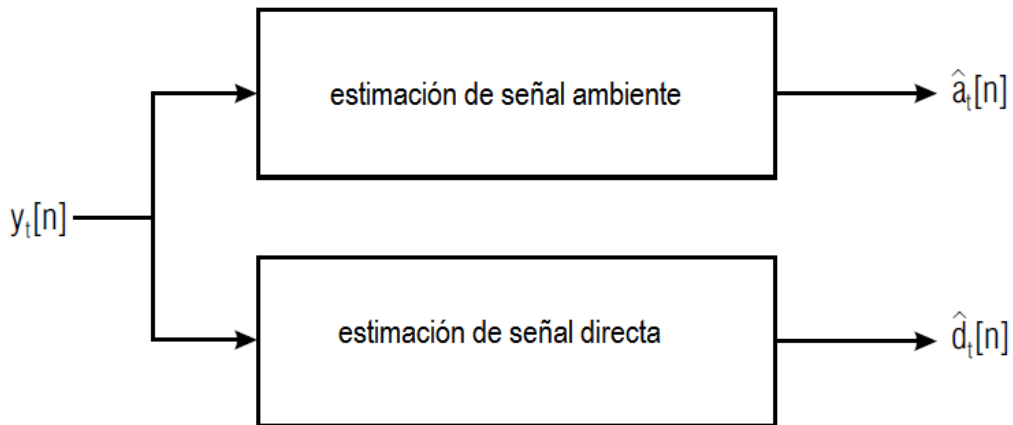 estimación de señal ambiente
â_t[n]
y_t[n]
estimación de señal directa
d̂_t[n]